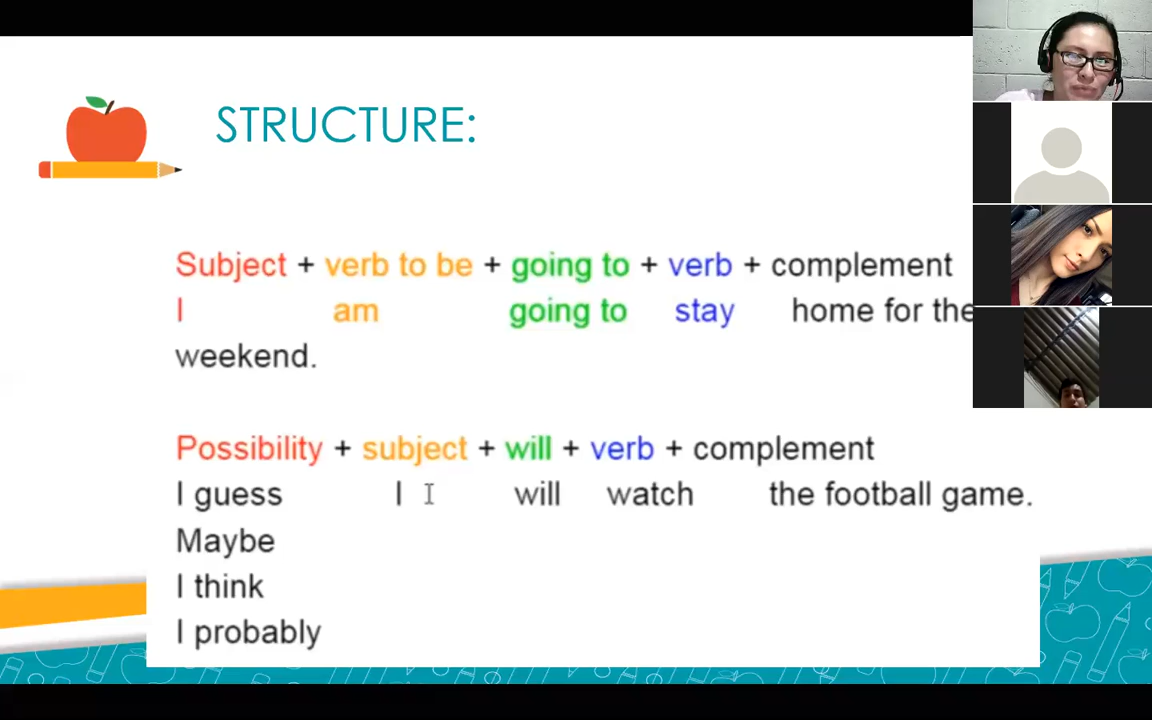 STRUCTURE:
Subject + verb to be + going to + verb + complement
I am going to stay home for the
weekend.
Possibility + subject + will + verb + complement
I guess I will watch the football game.
Maybe
I think
I probably